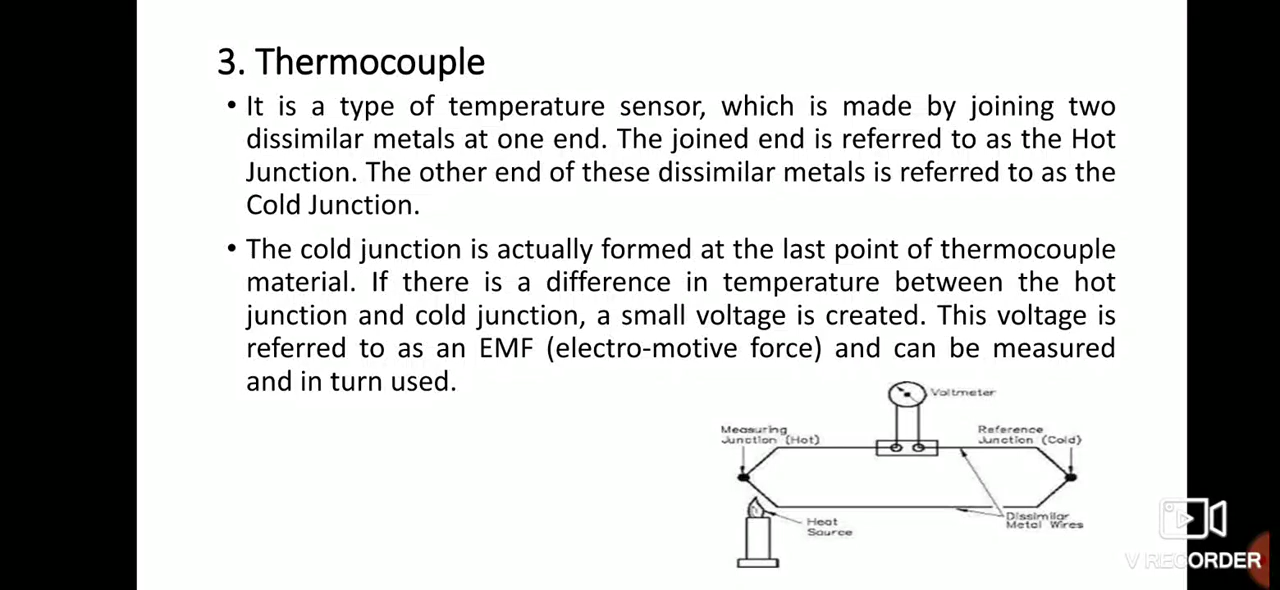 3. Thermocouple
• It is a type of temperature sensor, which is made by joining two
dissimilar metals at one end. The joined end is referred to as the Hot
Junction. The other end of these dissimilar metals is referred to as the
Cold Junction.
• The cold junction is actually formed at the last point of thermocouple
material. If there is a difference in temperature between the hot
junction and cold junction, a small voltage is created. This voltage is
referred to as an EMF (electro-motive force) and can be measured
and in turn used.
Voltmeter
Measuring
Junction (Hot)
Reference
Junction (Cold)
Heat
Source
Dissimilar
Metal Wires
V RECORDER